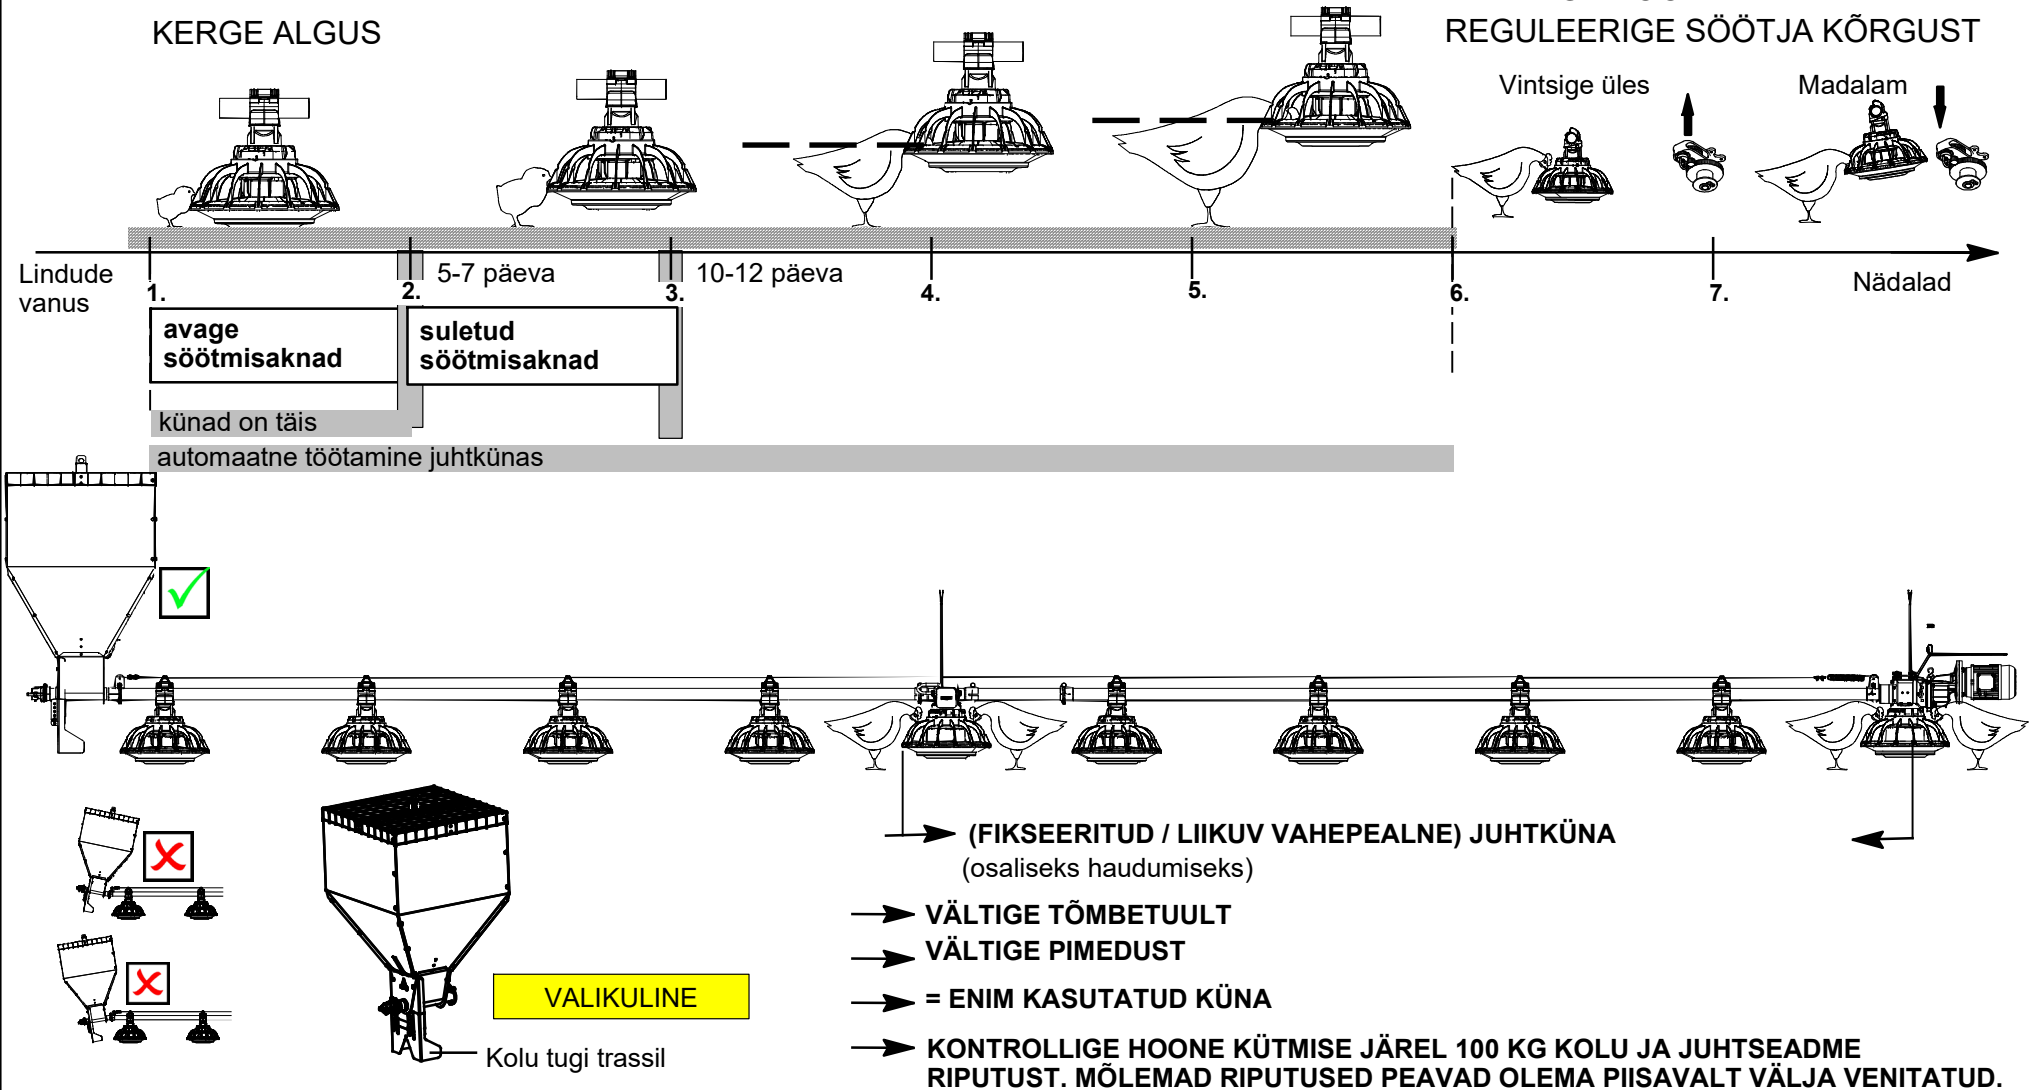 KERGE ALGUS
REGULEERIGE SÖÖTJA KÕRGUST
Vintsige üles
Madalam
Lindude
vanus
5-7 päeva
10-12 päeva
Nädalad
1.
2.
3.
4.
5.
6.
7.
avage
söötmisaknad
suletud
söötmisaknad
künad on täis
automaatne töötamine juhtkünas
(FIKSEERITUD / LIIKUV VAHEPEALNE) JUHTKÜNA
(osaliseks haudumiseks)
VÄLTIGE TÕMBETUULT
VÄLTIGE PIMEDUST
= ENIM KASUTATUD KÜNA
VALIKULINE
Kolu tugi trassil
KONTROLLIGE HOONE KÜTMISE JÄREL 100 KG KOLU JA JUHTSEADME
RIPUTUST. MÕLEMAD RIPUTUSED PEAVAD OLEMA PIISAVALT VÄLJA VENITATUD.